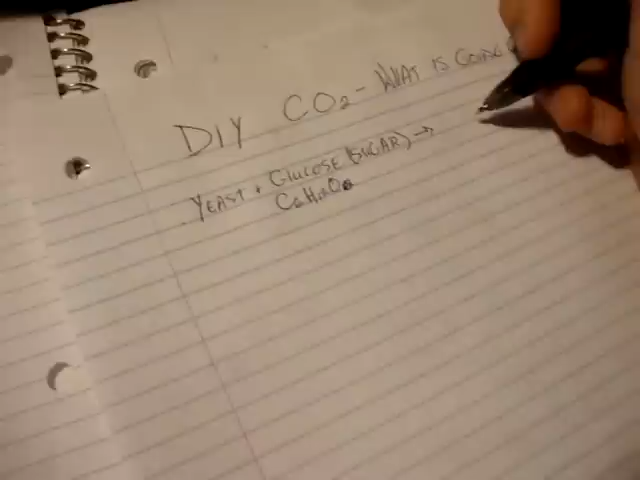 DIY CO2 - WHAT IS GOING
YEAST + GLUCOSE (SUGAR) →
C6H12O6